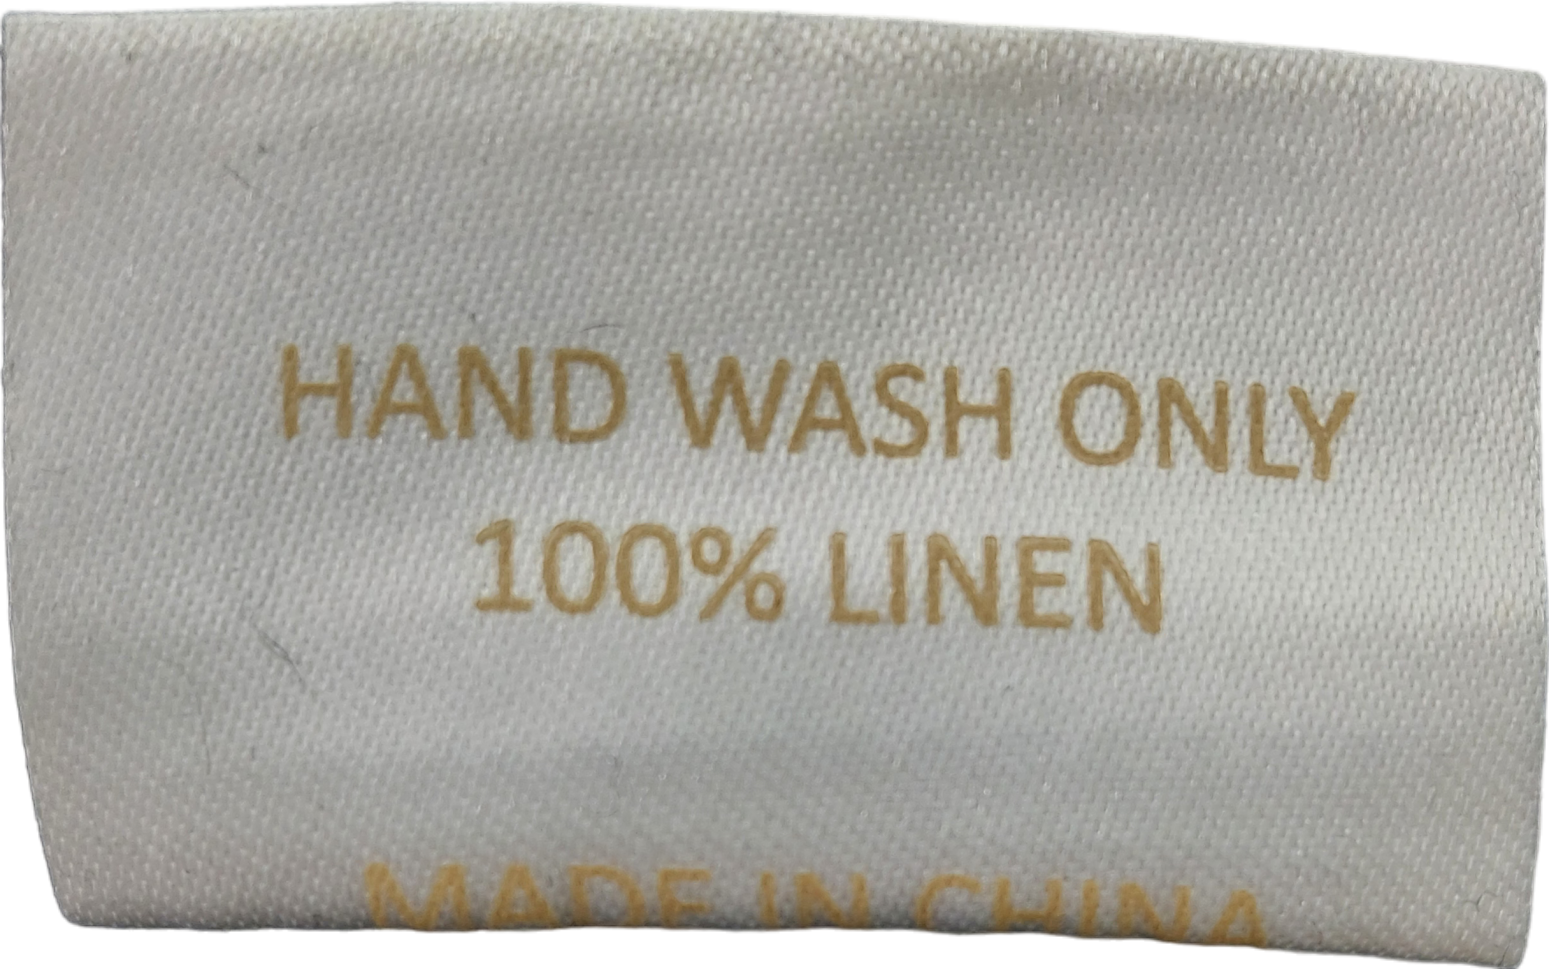 HAND WASH ONLY
100% LINEN
MADE IN CHINA